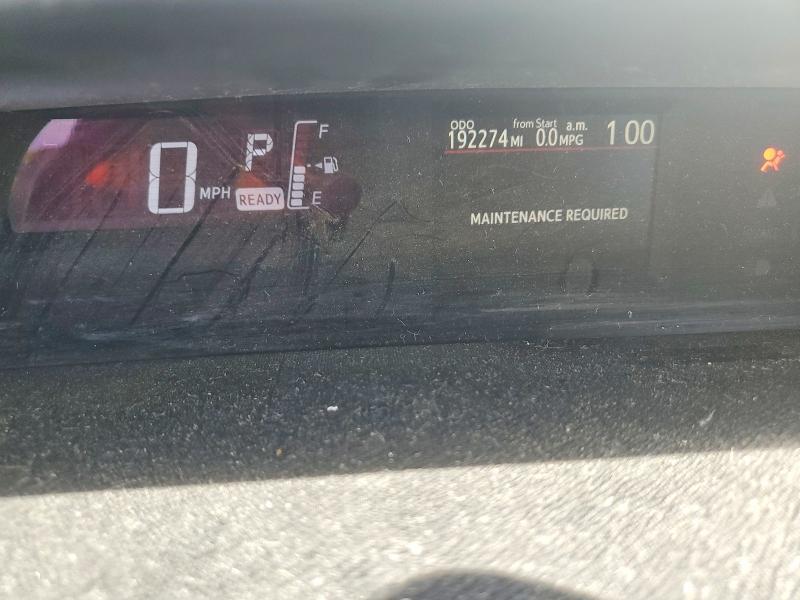 0 MPH
P
READY
F
E
ODO from Start a.m.
192274 MI 0.0 MPG 1 00
MAINTENANCE REQUIRED